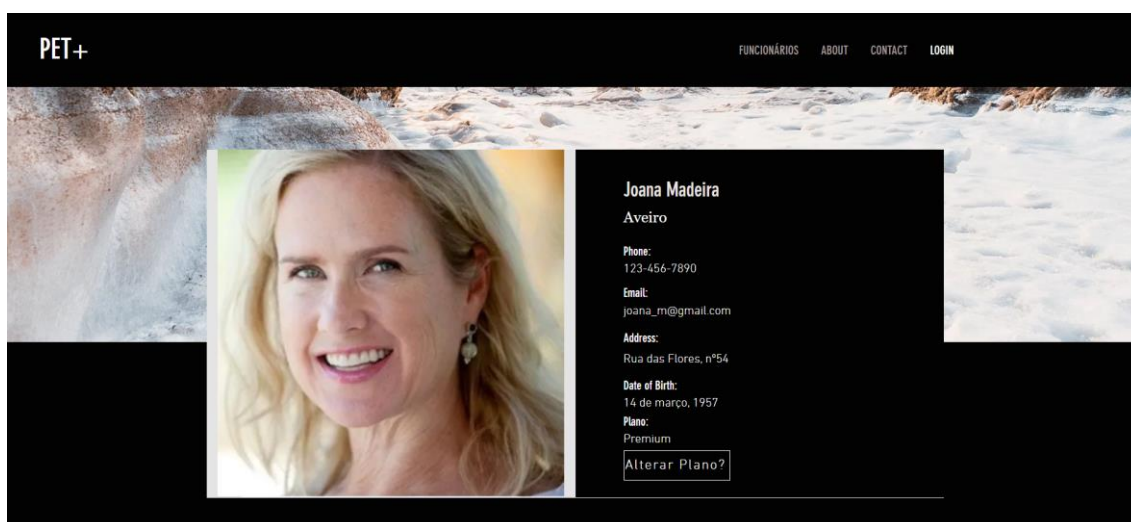 PET+
FUNCIONÁRIOS ABOUT CONTACT LOGIN
Joana Madeira
Aveiro
Phone:
123-456-7890
Email:
joana_m@gmail.com
Address:
Rua das Flores, nº54
Date of Birth:
14 de março, 1957
Plano:
Premium
Alterar Plano?